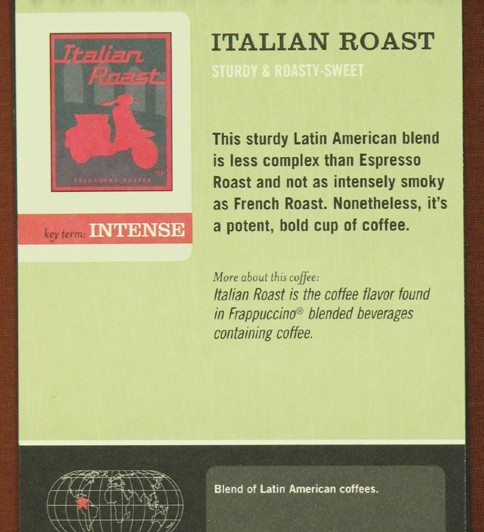 Italian
Roast
STARBUCKS COFFEE
key term: INTENSE
ITALIAN ROAST
STURDY & ROASTY-SWEET
This sturdy Latin American blend
is less complex than Espresso
Roast and not as intensely smoky
as French Roast. Nonetheless, it's
a potent, bold cup of coffee.
More about this coffee:
Italian Roast is the coffee flavor found
in Frappuccino® blended beverages
containing coffee.
Blend of Latin American coffees.